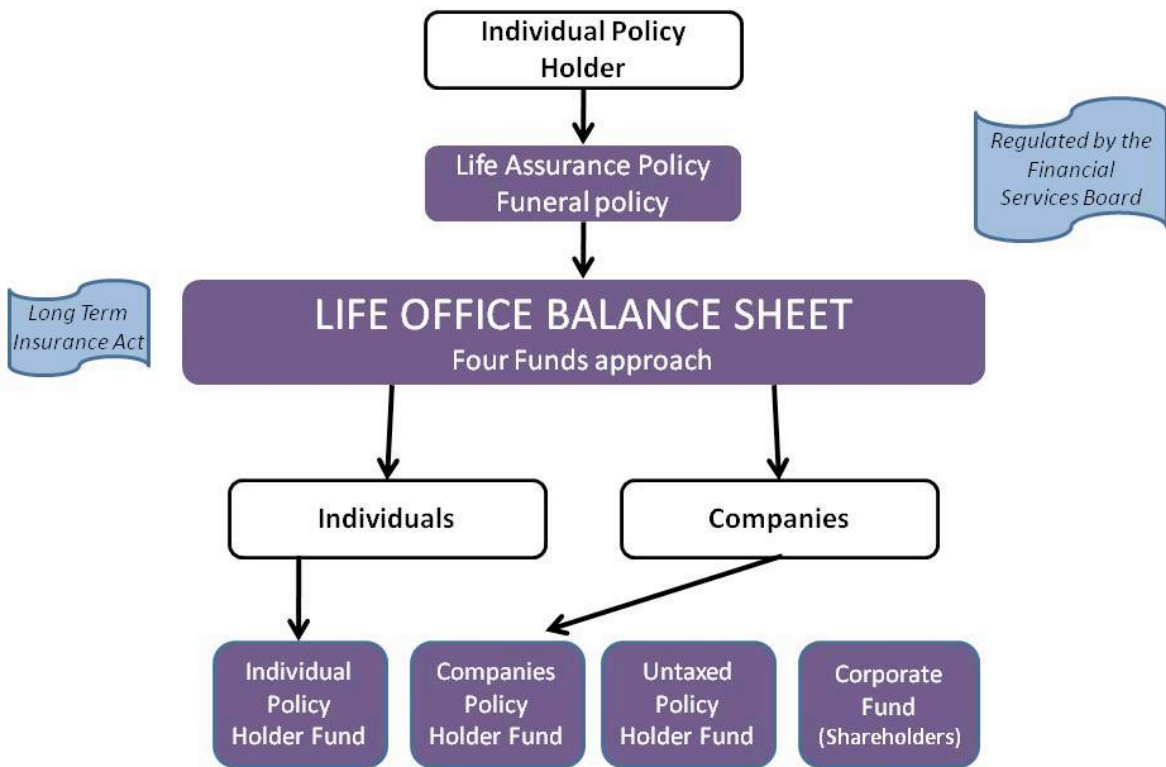 Individual Policy
Holder
Life Assurance Policy
Funeral policy
Regulated by the
Financial
Services Board
Long Term
Insurance Act
LIFE OFFICE BALANCE SHEET
Four Funds approach
Individuals
Companies
Individual
Policy
Holder Fund
Companies
Policy
Holder Fund
Untaxed
Policy
Holder Fund
Corporate
Fund
(Shareholders)